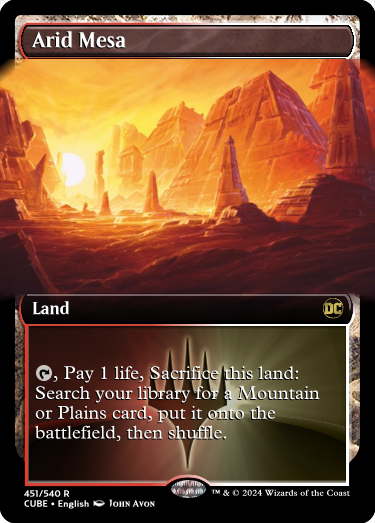 Arid Mesa
Land
DC
, Pay 1 life, Sacrifice this land:
Search your library for a Mountain
or Plains card, put it onto the
battlefield, then shuffle.
451/540 R
CUBE • English John Avon
™ & © 2024 Wizards of the Coast